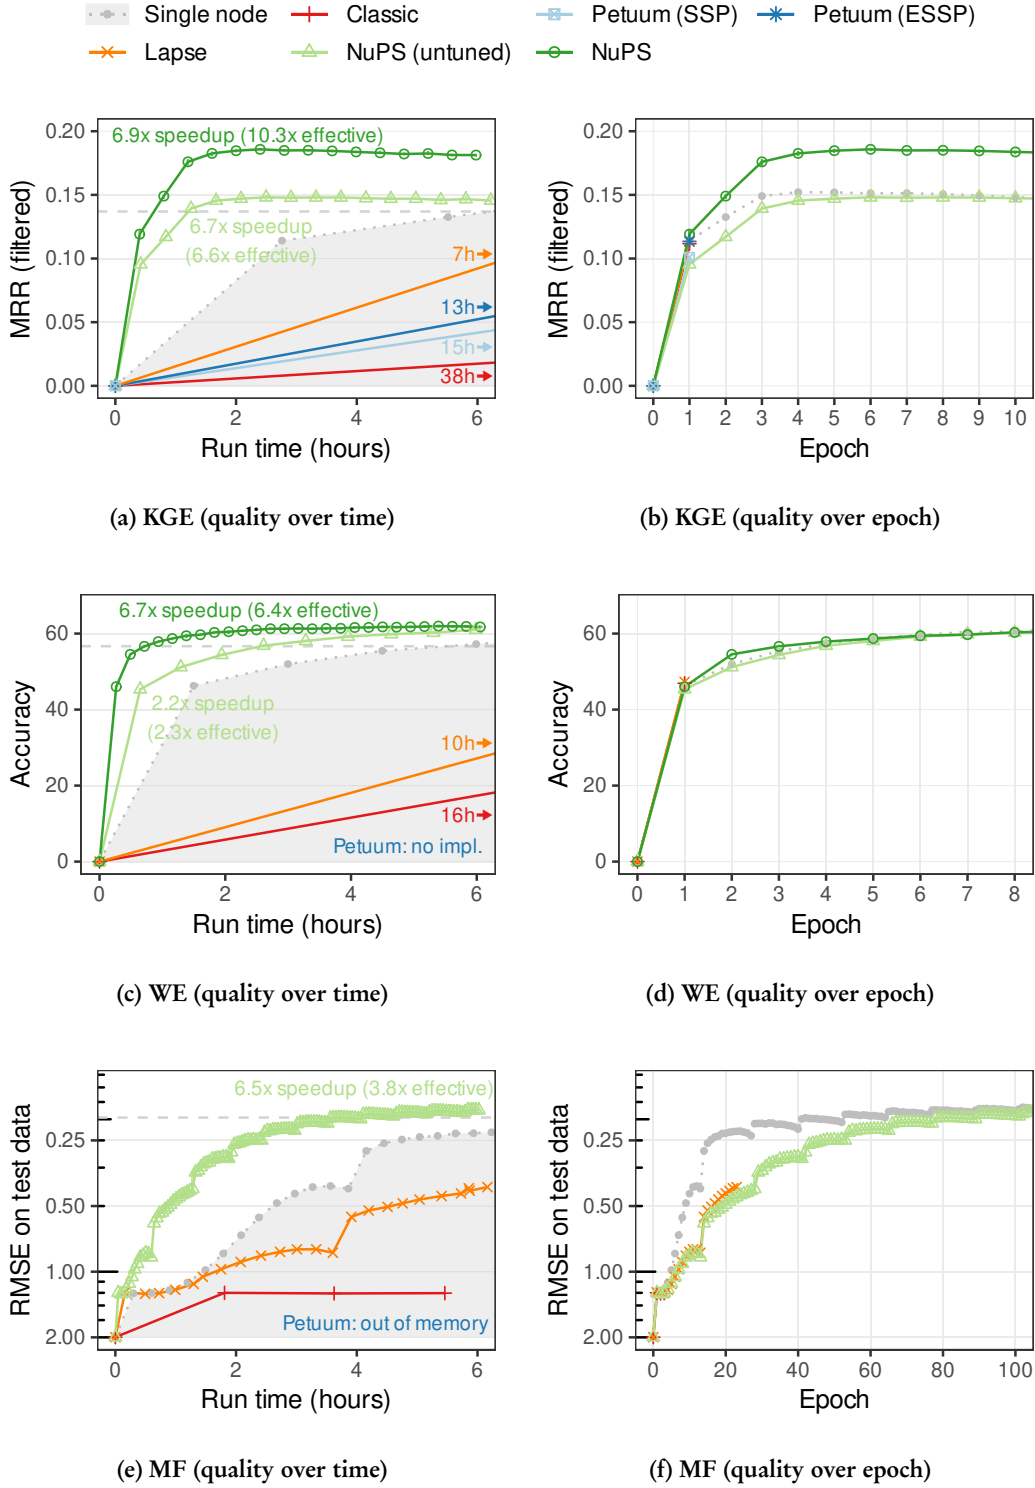 Single node Classic Petuum (SSP) Petuum (ESSP)
Lapse NuPS (untuned) NuPS
6.9x speedup (10.3x effective)
6.7x speedup
(6.6x effective)
7h
13h
15h
38h
0.20
0.15
0.10
0.05
0.00
MRR (filtered)
0 2 4 6
Run time (hours)
(a) KGE (quality over time)
0.20
0.15
0.10
0.05
0.00
MRR (filtered)
0 1 2 3 4 5 6 7 8 9 10
Epoch
(b) KGE (quality over epoch)
6.7x speedup (6.4x effective)
2.2x speedup
(2.3x effective)
10h
16h
Petuum: no impl.
60
40
20
0
Accuracy
0 2 4 6
Run time (hours)
(c) WE (quality over time)
60
40
20
0
Accuracy
0 1 2 3 4 5 6 7 8
Epoch
(d) WE (quality over epoch)
6.5x speedup (3.8x effective)
Petuum: out of memory
0.25
0.50
1.00
2.00
RMSE on test data
0 2 4 6
Run time (hours)
(e) MF (quality over time)
0.25
0.50
1.00
2.00
RMSE on test data
0 20 40 60 80 100
Epoch
(f) MF (quality over epoch)